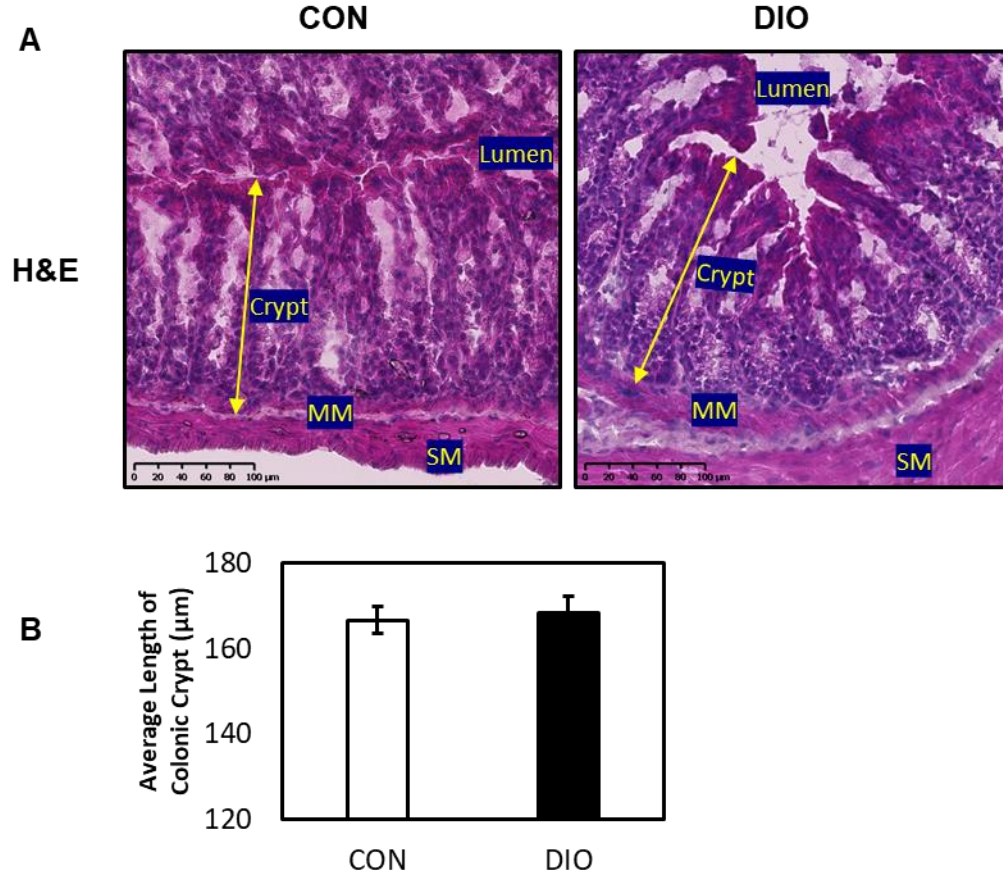 CON DIO
A
Lumen Lumen
H&E
Crypt Crypt
MM MM
SM SM
0 20 40 60 80 100 µm 0 20 40 60 80 100 µm
B
Average Length of
Colonic Crypt (µm)
180
160
140
120
CON DIO